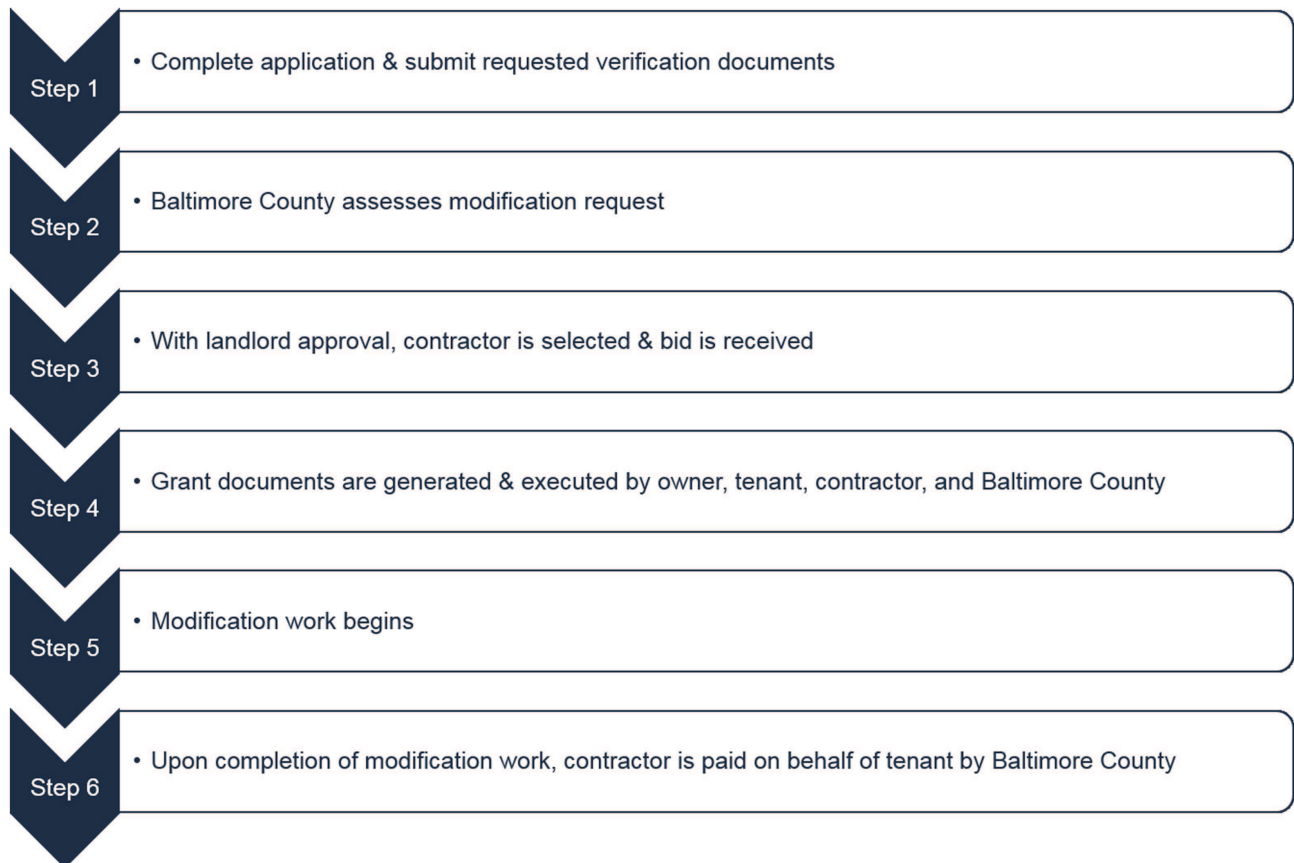 Step 1
• Complete application & submit requested verification documents
Step 2
• Baltimore County assesses modification request
Step 3
• With landlord approval, contractor is selected & bid is received
Step 4
• Grant documents are generated & executed by owner, tenant, contractor, and Baltimore County
Step 5
• Modification work begins
Step 6
• Upon completion of modification work, contractor is paid on behalf of tenant by Baltimore County